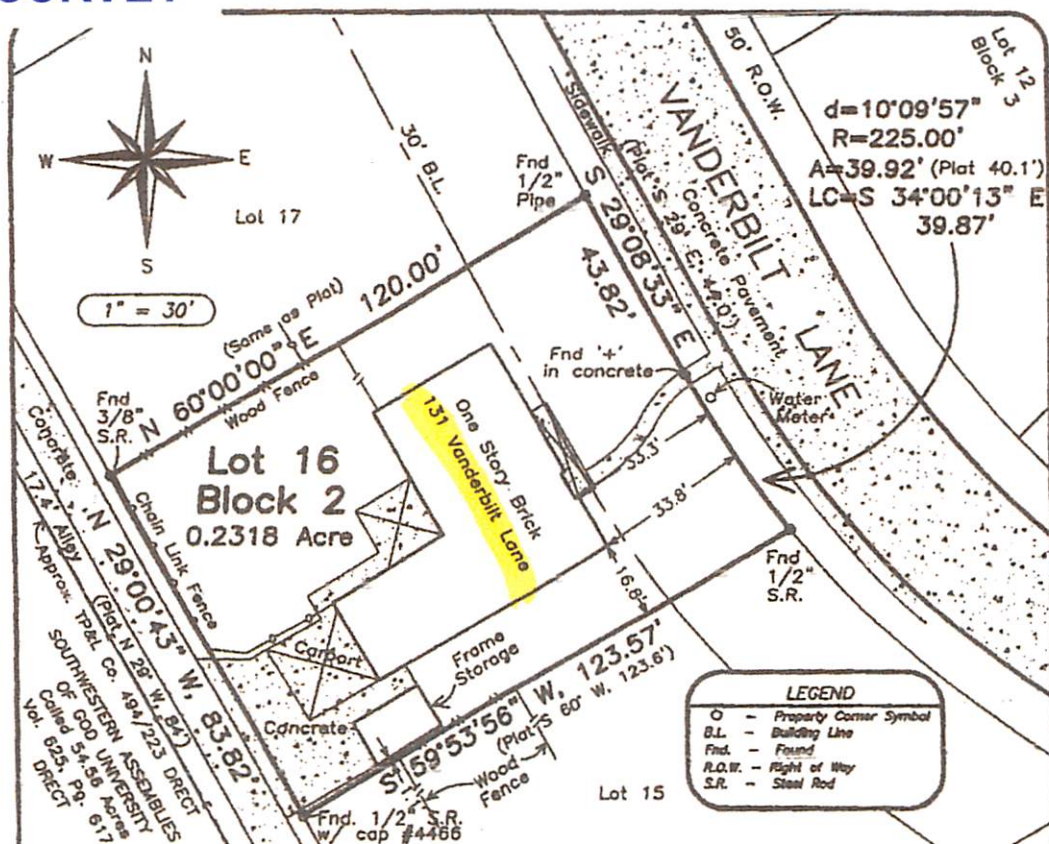 SURVEY
N
W
E
S
1" = 30'
Lot 17
30' B.L.
Fnd
1/2"
Pipe
Sidewalk
S 29°08'33" E
43.82'
(Plat S 29° E, 44.0')
Concrete Pavement
VANDERBILT LANE
50' R.O.W.
Lot 12
Block 3
d=10°09'57"
R=225.00'
A=39.92' (Plat 40.1')
LC=S 34°00'13" E
39.87'
(Same as Plat)
N 60°00'00" E 120.00'
Wood Fence
Fnd
3/8"
S.R.
Fnd '+'
in concrete
Water
Meter
Lot 16
Block 2
0.2318 Acre
One Story Brick
131 Vanderbilt Lane
33.3'
33.8'
16.8'
Fnd
1/2"
S.R.
Concrete
17.4' Alley
Chain Link Fence
N 29°00'43" W, 83.82'
(Plat N 29° W, 84')
Approx. TP&L Co. 494/223 DRECT
SOUTHWESTERN ASSEMBLIES
OF GOD UNIVERSITY
Called 54.58 Acres
Vol. 625, Pg. 617
DRECT
Carport
Frame
Storage
Concrete
S 59°53'56" W, 123.57'
(Plat S 60° W, 123.6')
Wood
Fence
Fnd. 1/2" S.R.
w/ cap #4466
Lot 15
LEGEND
O - Property Corner Symbol
B.L. - Building Line
Fnd. - Found
R.O.W. - Right of Way
S.R. - Steel Rod